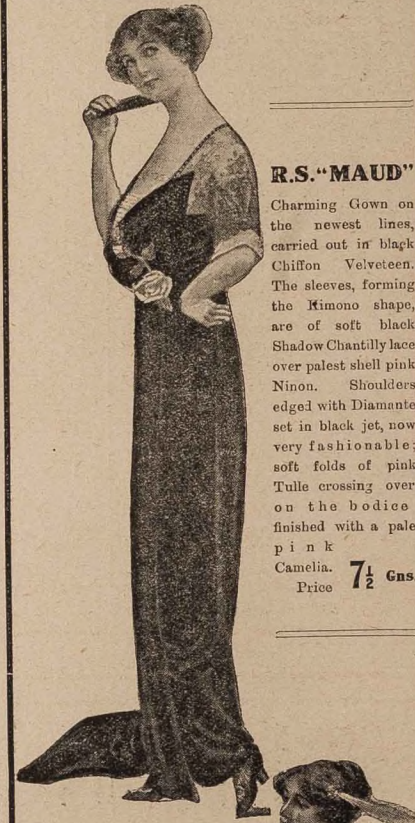 R.S. "MAUD"
Charming Gown on
the newest lines,
carried out in black
Chiffon Velveteen.
The sleeves, forming
the Kimono shape,
are of soft black
Shadow Chantilly lace
over palest shell pink
Ninon. Shoulders
edged with Diamante
set in black jet, now
very fashionable;
soft folds of pink
Tulle crossing over
on the bodice
finished with a pale
pink
Camelia.
Price 7½ Gns